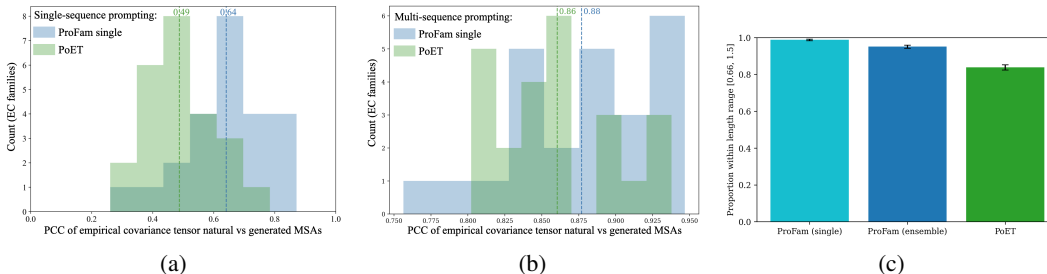 0.49
0.64
Single-sequence prompting:
ProFam single
PoET
Count (EC families)
8
7
6
5
4
3
2
1
0
0.0
0.2
0.4
0.6
0.8
1.0
PCC of empirical covariance tensor natural vs generated MSAs
(a)
0.86
0.88
Multi-sequence prompting:
ProFam single
PoET
Count (EC families)
6
5
4
3
2
1
0
0.750
0.775
0.800
0.825
0.850
0.875
0.900
0.925
0.950
PCC of empirical covariance tensor natural vs generated MSAs
(b)
Proportion within length range [0.66, 1.5]
1.0
0.8
0.6
0.4
0.2
0.0
ProFam (single)
ProFam (ensemble)
PoET
(c)